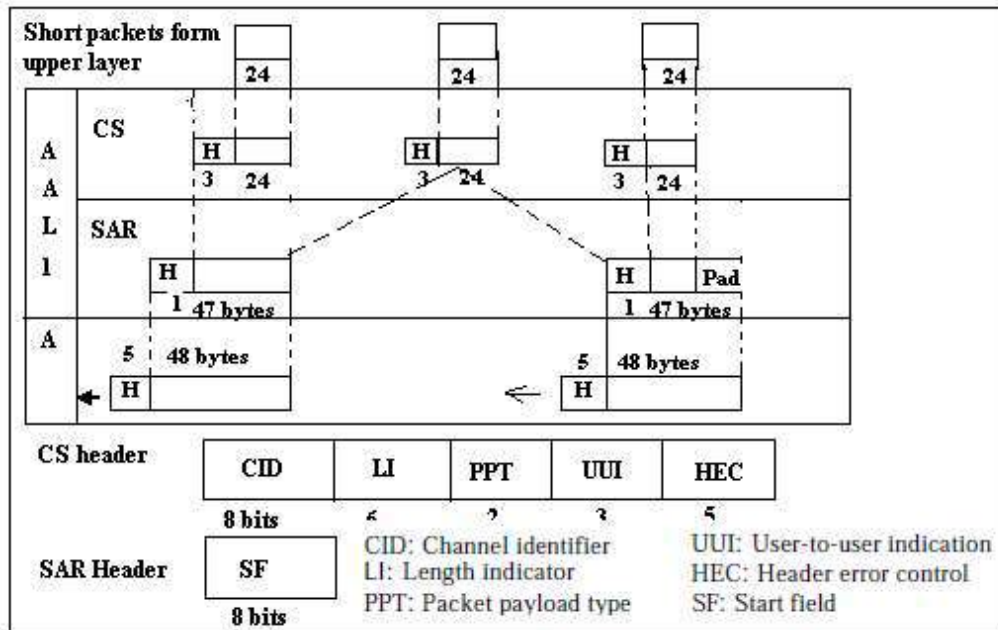 Short packets form
upper layer
24
24
24
CS
H
H
H
3
24
3
24
3
24
A
A
L
1
SAR
H
H
Pad
1
47 bytes
1
47 bytes
A
5
48 bytes
5
48 bytes
H
H
CS header
CID
LI
PPT
UUI
HEC
8 bits
SAR Header
SF
8 bits
CID: Channel identifier
LI: Length indicator
PPT: Packet payload type
UUI: User-to-user indication
HEC: Header error control
SF: Start field